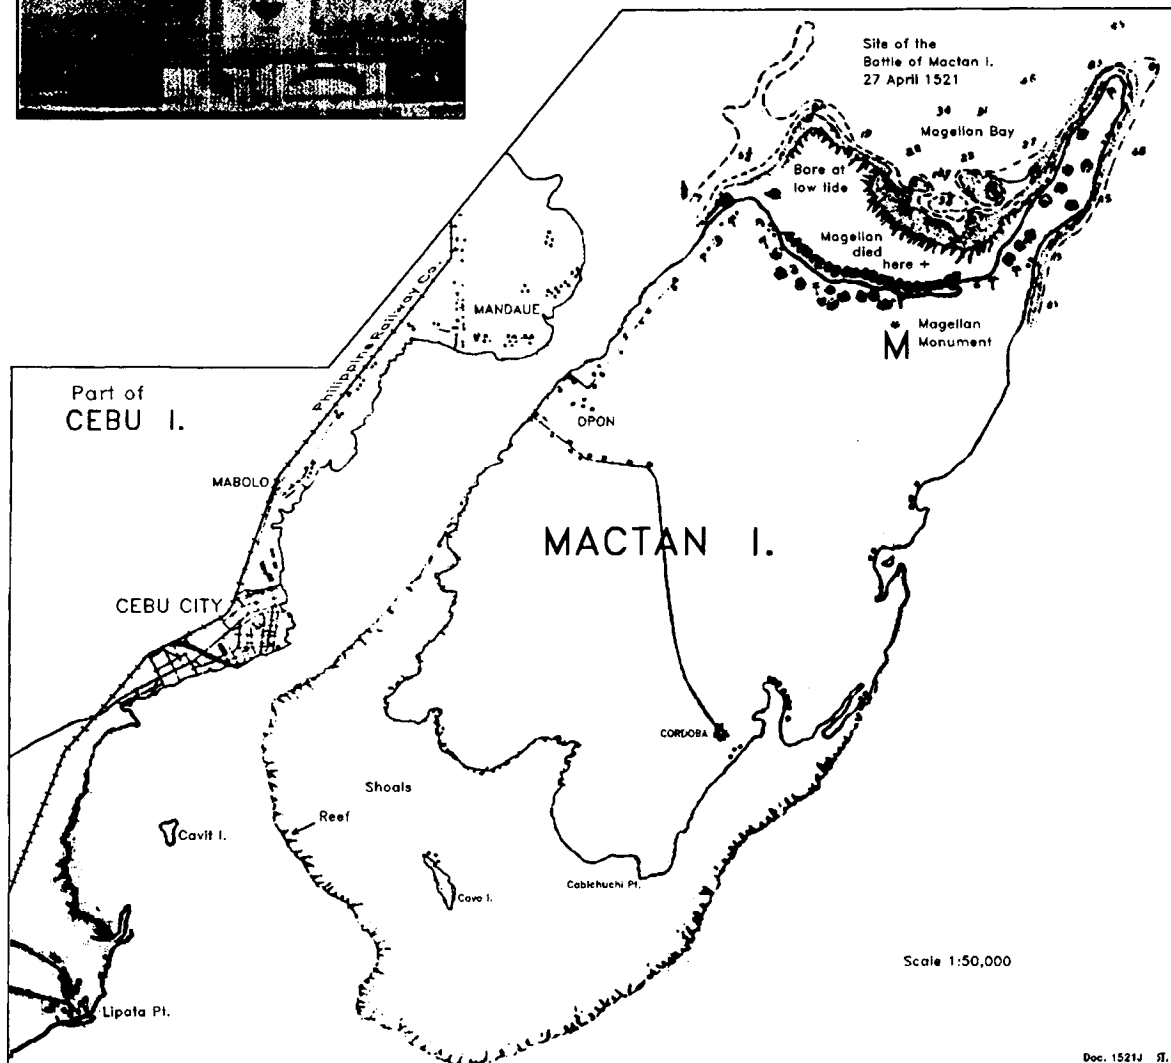 Site of the
Battle of Mactan I.
27 April 1521
Magellan Bay
Bare at
low tide
Magellan
died
here +
Magellan
Monument
M
MANDAUE
Philippine Railway Co.
Part of
CEBU I.
OPON
MABOLO
MACTAN I.
CEBU CITY
CORDOBA
Shoals
Reef
Cavit I.
Cavo I.
Cablehuchi Pt.
Scale 1:50,000
Lipata Pt.
Doc. 1521J